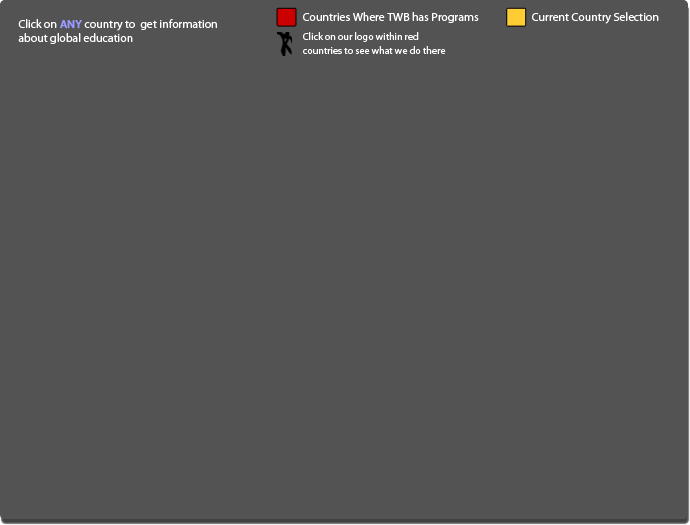 Click on ANY country to get information
about global education
Countries Where TWB has Programs
Click on our logo within red
countries to see what we do there
Current Country Selection